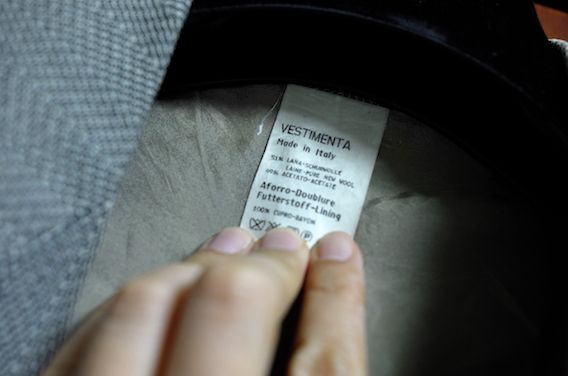 VESTIMENTA
Made in Italy
51% LANA-SCHURWOLLE
LAINE-PURE NEW WOOL
49% ACETATO-ACETATE
Aforro-Doublure
Futterstoff-Lining
100% CUPRO-RAYON
P